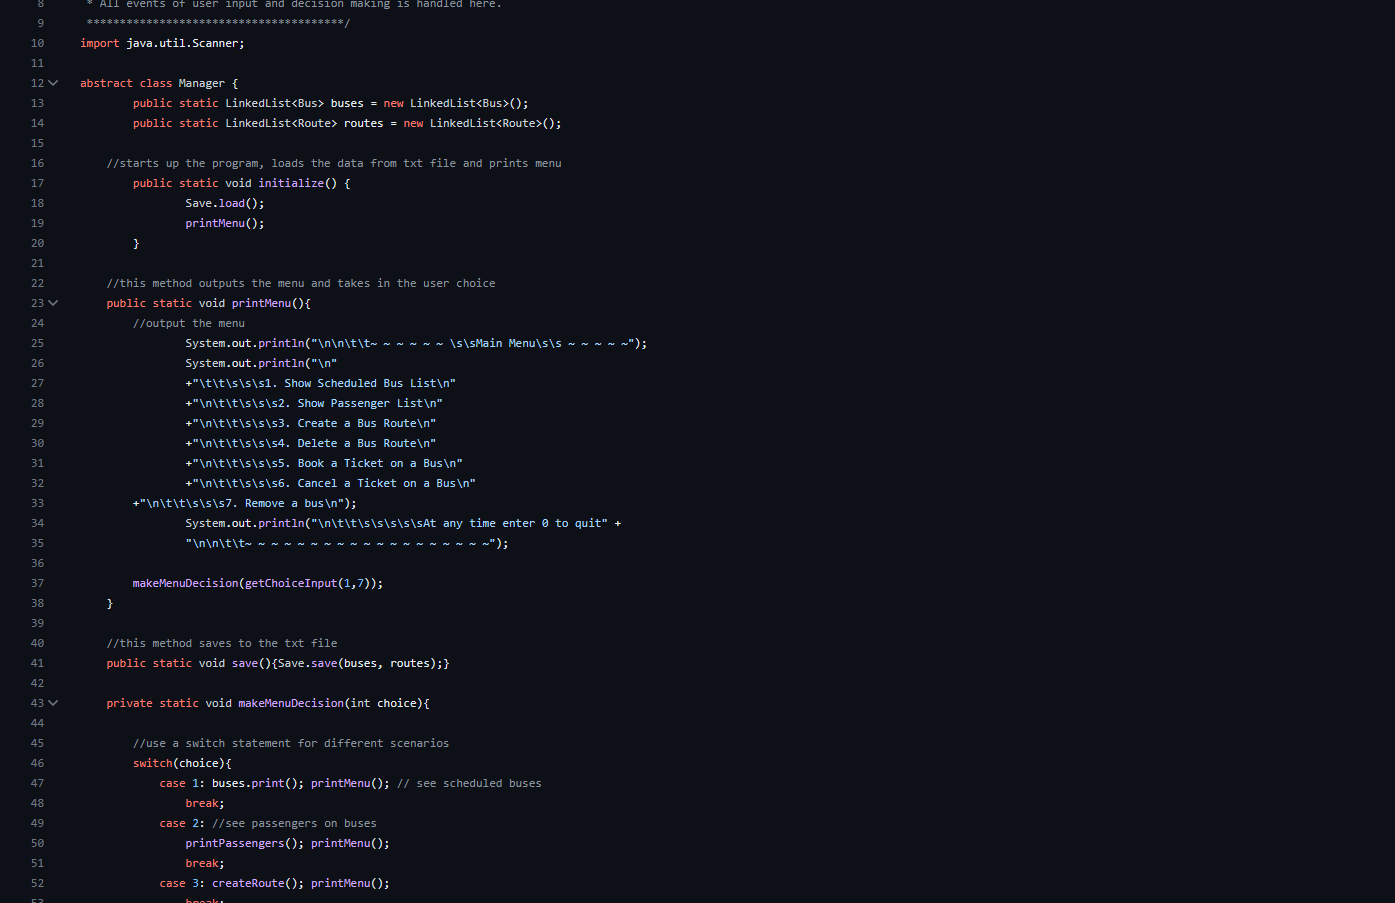 8 * All events of user input and decision making is handled here.
9 ***************************************/
10 import java.util.Scanner;
11
12 abstract class Manager {
13 public static LinkedList<Bus> buses = new LinkedList<Bus>();
14 public static LinkedList<Route> routes = new LinkedList<Route>();
15
16 //starts up the program, loads the data from txt file and prints menu
17 public static void initialize() {
18 Save.load();
19 printMenu();
20 }
21
22 //this method outputs the menu and takes in the user choice
23 public static void printMenu(){
24 //output the menu
25 System.out.println("\n\n\t\t~ ~ ~ ~ ~ ~ \s\sMain Menu\s\s ~ ~ ~ ~ ~");
26 System.out.println("\n"
27 +"\t\t\s\s\s1. Show Scheduled Bus List\n"
28 +"\n\t\t\s\s\s2. Show Passenger List\n"
29 +"\n\t\t\s\s\s3. Create a Bus Route\n"
30 +"\n\t\t\s\s\s4. Delete a Bus Route\n"
31 +"\n\t\t\s\s\s5. Book a Ticket on a Bus\n"
32 +"\n\t\t\s\s\s6. Cancel a Ticket on a Bus\n"
33 +"\n\t\t\s\s\s7. Remove a bus\n");
34 System.out.println("\n\t\t\s\s\s\s\sAt any time enter 0 to quit" +
35 "\n\n\t\t~ ~ ~ ~ ~ ~ ~ ~ ~ ~ ~ ~ ~ ~ ~ ~ ~ ~ ~");
36
37 makeMenuDecision(getChoiceInput(1,7));
38 }
39
40 //this method saves to the txt file
41 public static void save(){Save.save(buses, routes);}
42
43 private static void makeMenuDecision(int choice){
44
45 //use a switch statement for different scenarios
46 switch(choice){
47 case 1: buses.print(); printMenu(); // see scheduled buses
48 break;
49 case 2: //see passengers on buses
50 printPassengers(); printMenu();
51 break;
52 case 3: createRoute(); printMenu();
53 break;